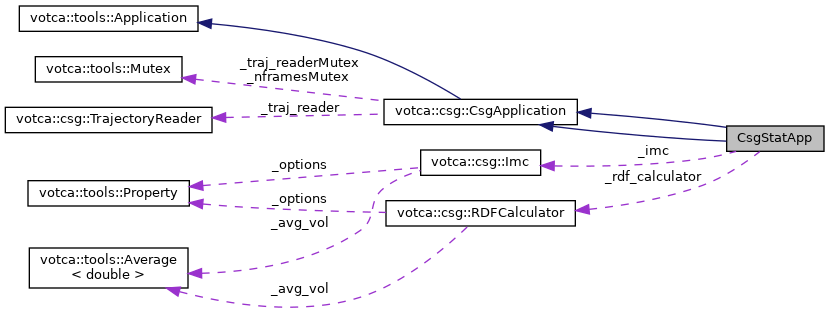 votca::tools::Application
votca::tools::Mutex
_traj_readerMutex
_nframesMutex
votca::csg::TrajectoryReader
_traj_reader
votca::csg::CsgApplication
CsgStatApp
_imc
votca::csg::Imc
_options
_rdf_calculator
votca::tools::Property
_options
votca::csg::RDFCalculator
_avg_vol
votca::tools::Average
< double >
_avg_vol